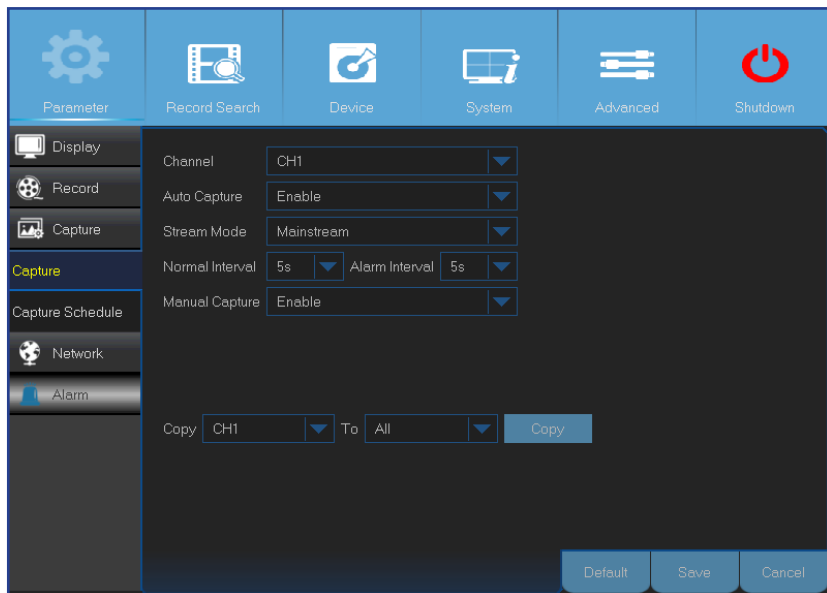 Parameter Record Search Device System Advanced Shutdown
Display
Record
Capture
Capture
Capture Schedule
Network
Alarm
Channel CH1
Auto Capture Enable
Stream Mode Mainstream
Normal Interval 5s Alarm Interval 5s
Manual Capture Enable
Copy CH1 To All Copy
Default Save Cancel